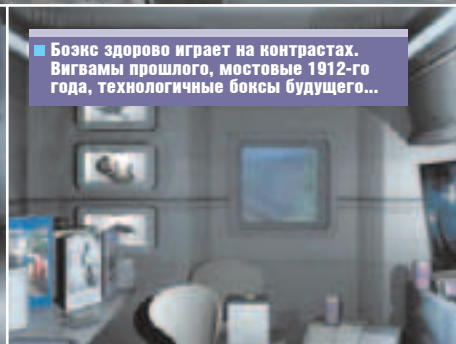 Боэкс здорово играет на контрастах.
Вигвамы прошлого, мостовые 1912-го
года, технологичные боксы будущего...